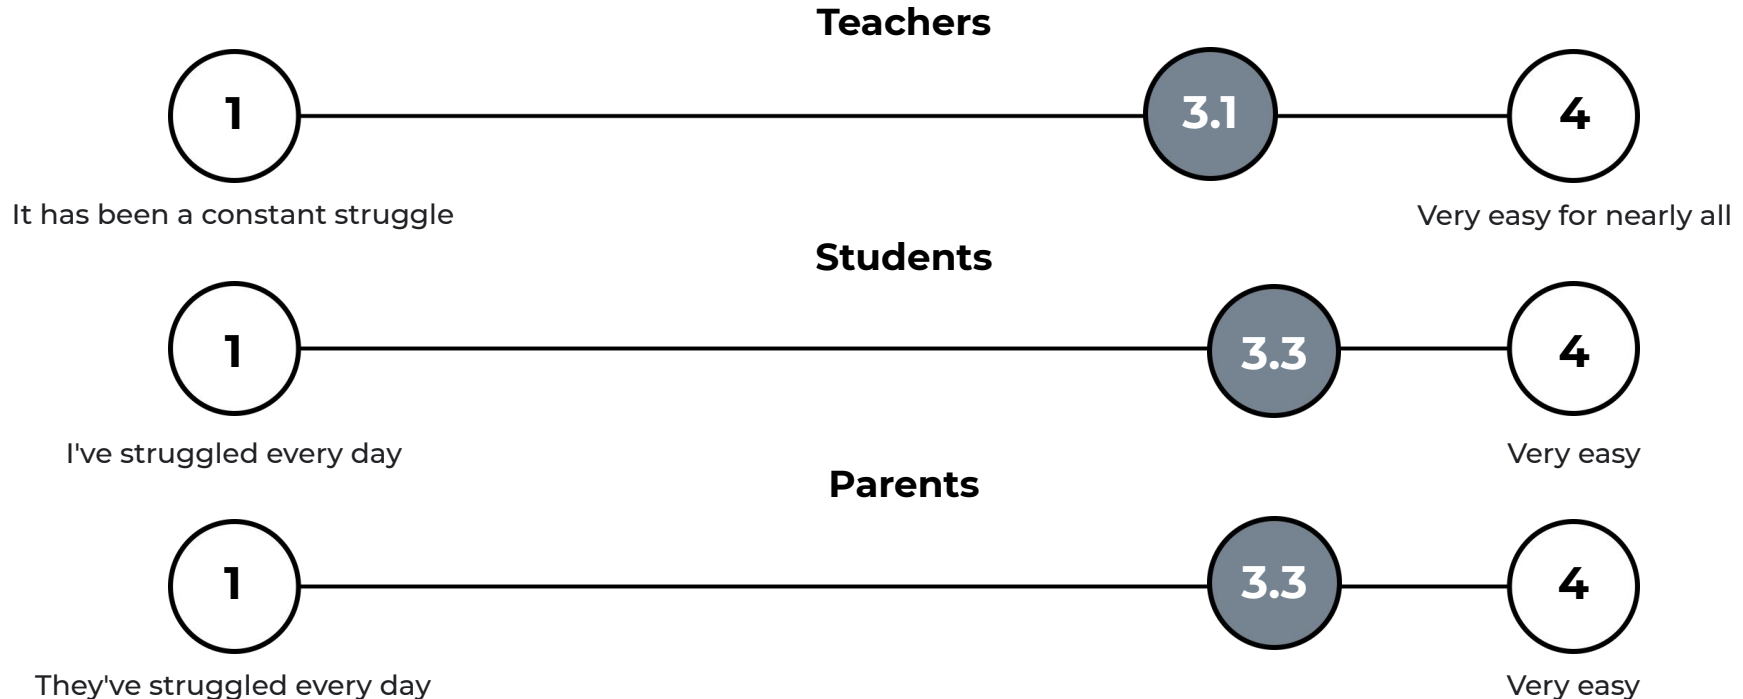 Teachers
1 3.1 4
It has been a constant struggle Very easy for nearly all
Students
1 3.3 4
I've struggled every day Very easy
Parents
1 3.3 4
They've struggled every day Very easy